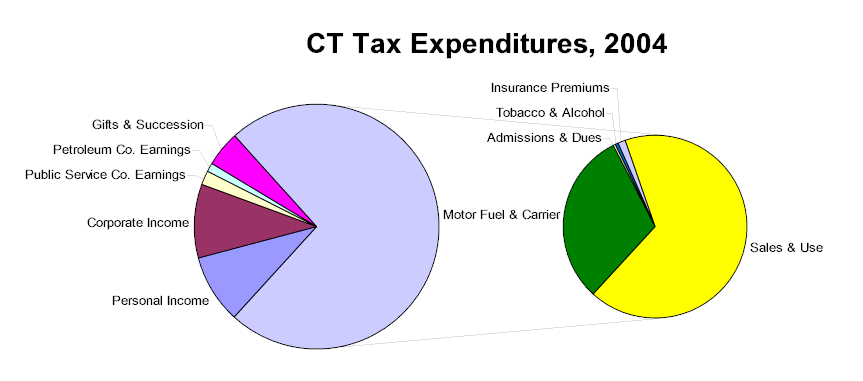 CT Tax Expenditures, 2004
Insurance Premiums
Tobacco & Alcohol
Admissions & Dues
Gifts & Succession
Petroleum Co. Earnings
Public Service Co. Earnings
Corporate Income
Motor Fuel & Carrier
Sales & Use
Personal Income